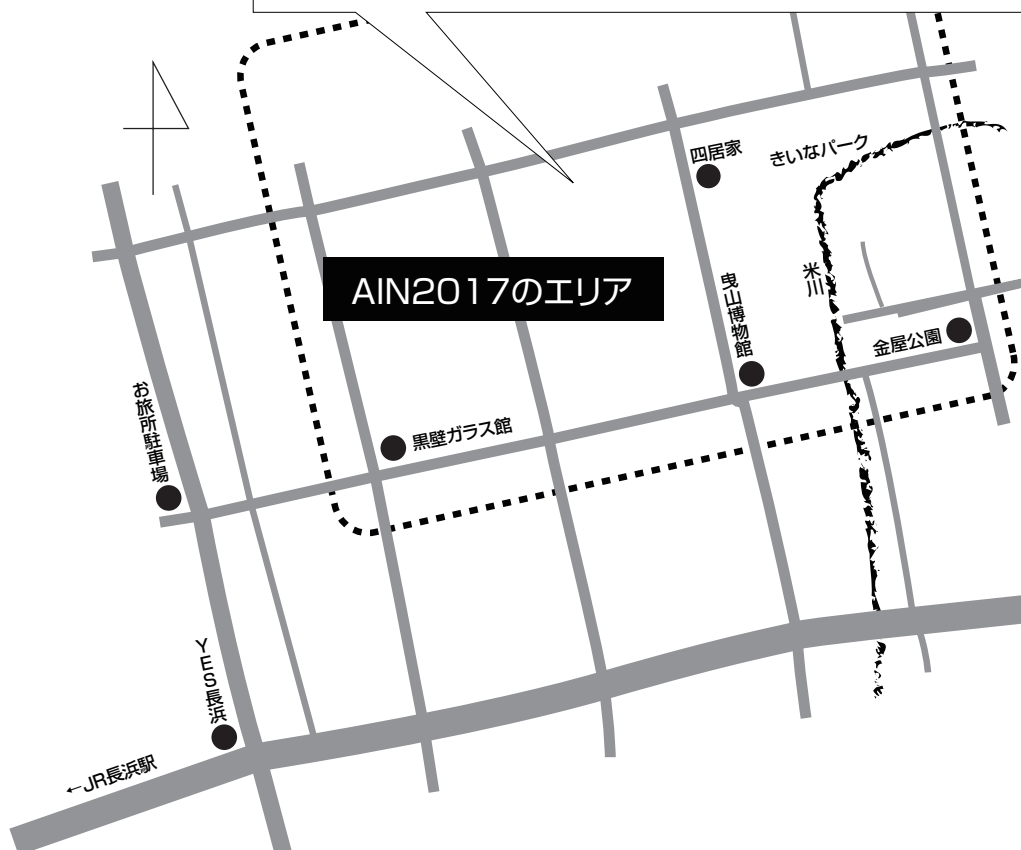 四居家
きいなパーク
AIN2017のエリア
米川
曳山博物館
金屋公園
お旅所駐車場
黒壁ガラス館
YES長浜
←JR長浜駅